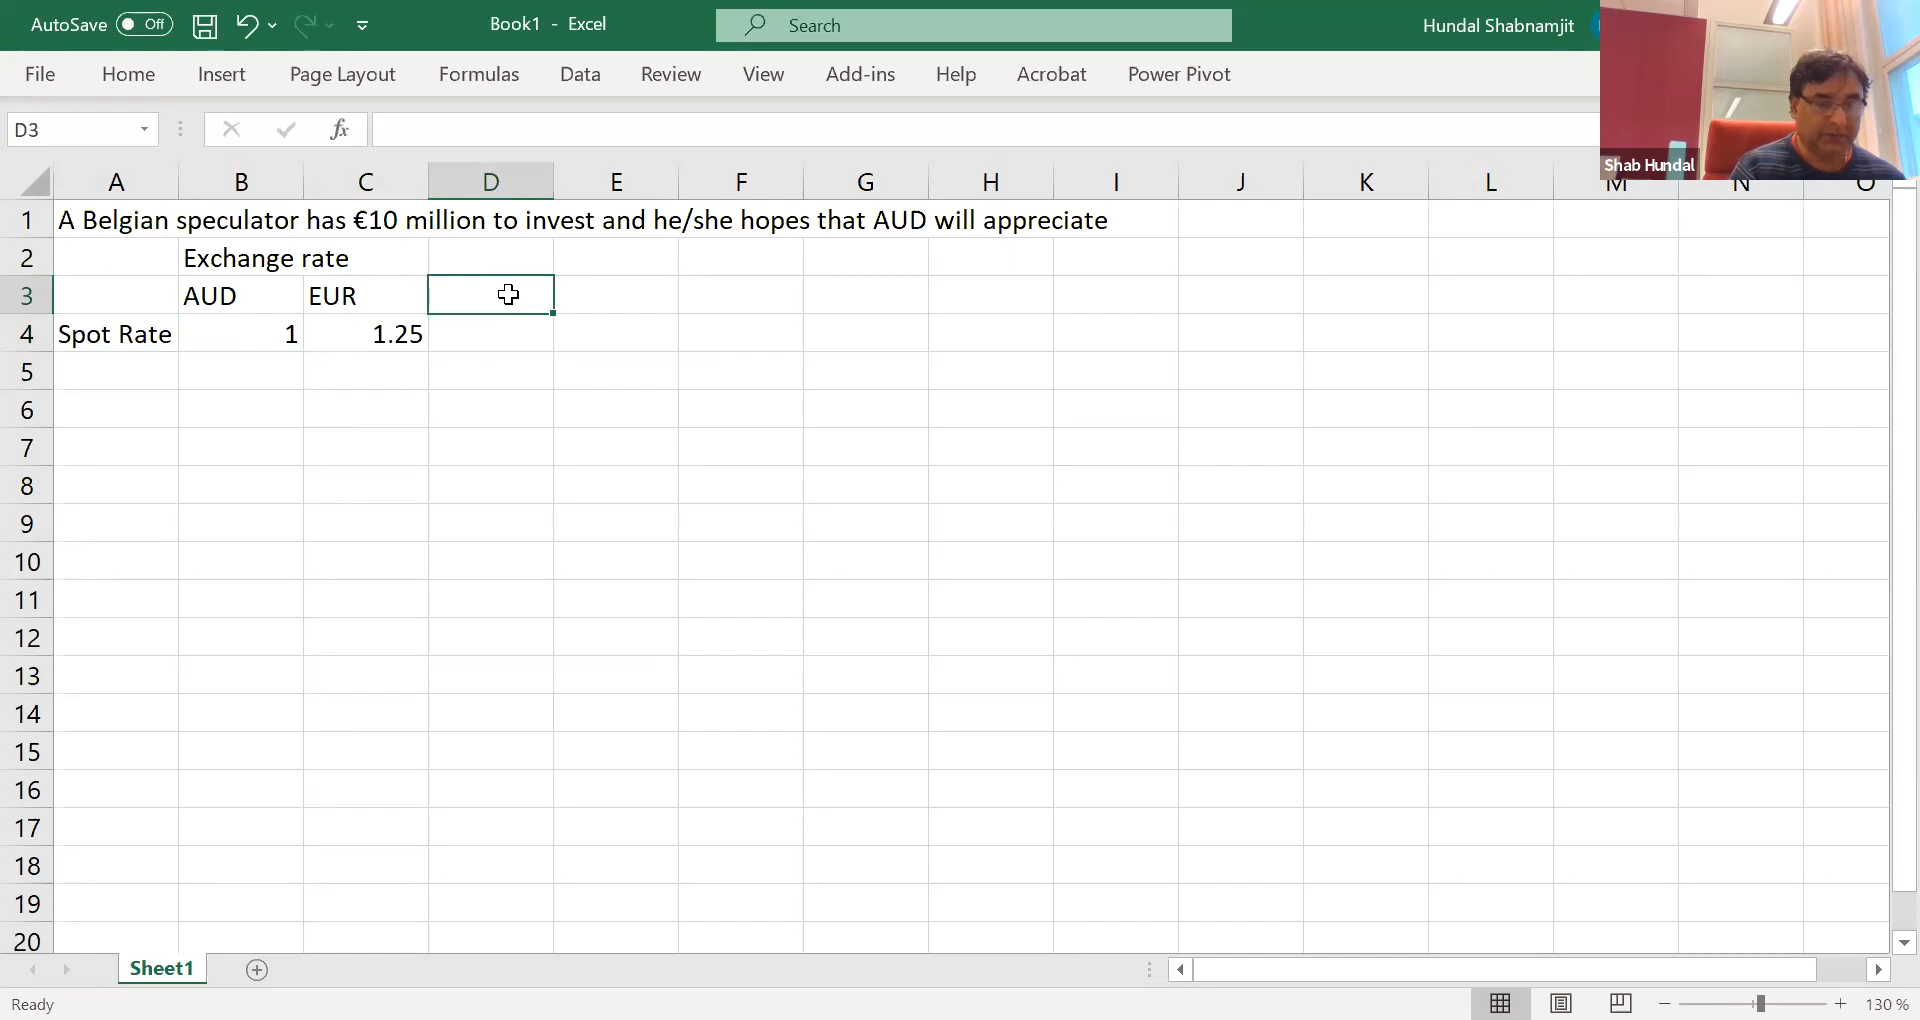 AutoSave Off Book1 - Excel Search Hundal Shabnamjit
File Home Insert Page Layout Formulas Data Review View Add-ins Help Acrobat Power Pivot
Shab Hundal
D3 fx
A B C D E F G H I J K L M N O
1 A Belgian speculator has €10 million to invest and he/she hopes that AUD will appreciate
2 Exchange rate
3 AUD EUR
4 Spot Rate 1 1.25
5
6
7
8
9
10
11
12
13
14
15
16
17
18
19
20
Sheet1
Ready 130 %